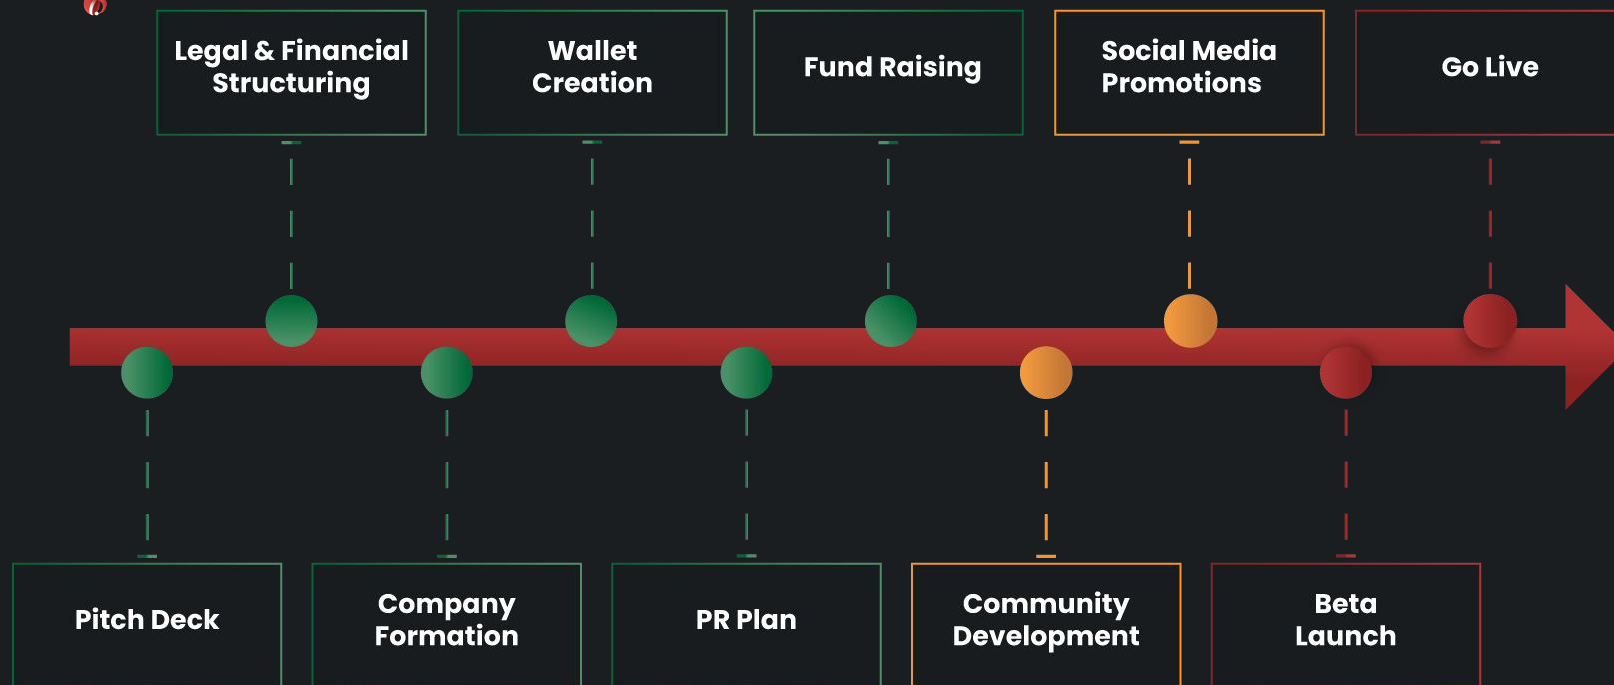 Legal & Financial
Structuring
Wallet
Creation
Fund Raising
Social Media
Promotions
Go Live
Pitch Deck
Company
Formation
PR Plan
Community
Development
Beta
Launch